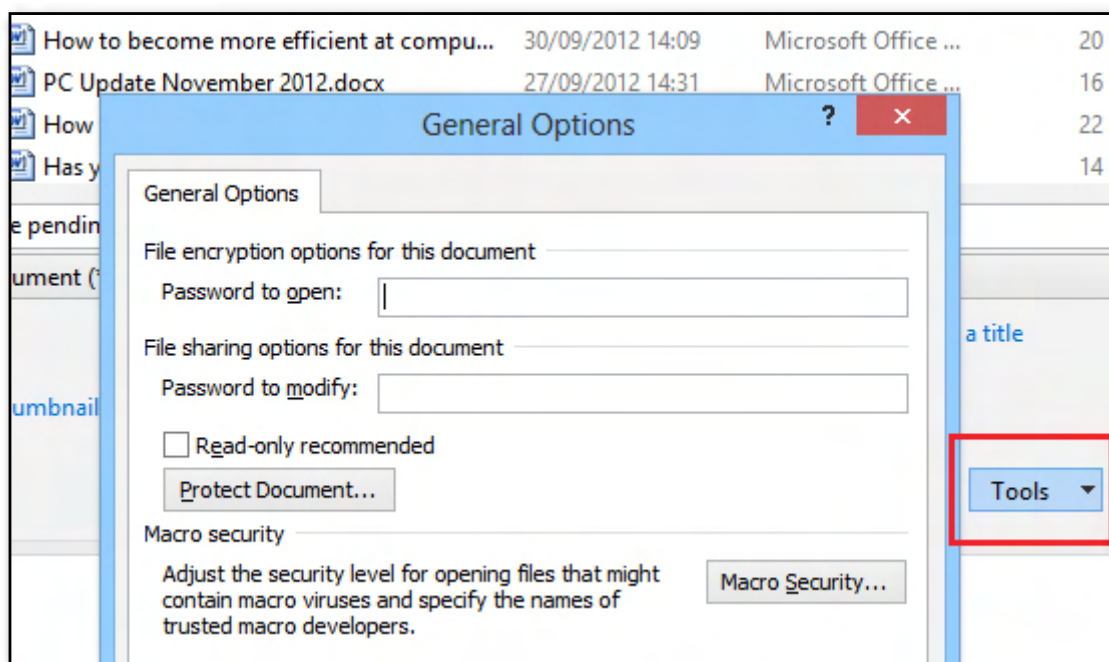 How to become more efficient at compu... 30/09/2012 14:09 Microsoft Office ... 20
PC Update November 2012.docx 27/09/2012 14:31 Microsoft Office ... 16
How 22
Has y 14
General Options ? ×
General Options
e pendin
File encryption options for this document
ument (*
Password to open:
a title
File sharing options for this document
Password to modify:
umbnail
Read-only recommended
Protect Document...
Tools
Macro security
Adjust the security level for opening files that might
contain macro viruses and specify the names of
trusted macro developers.
Macro Security...